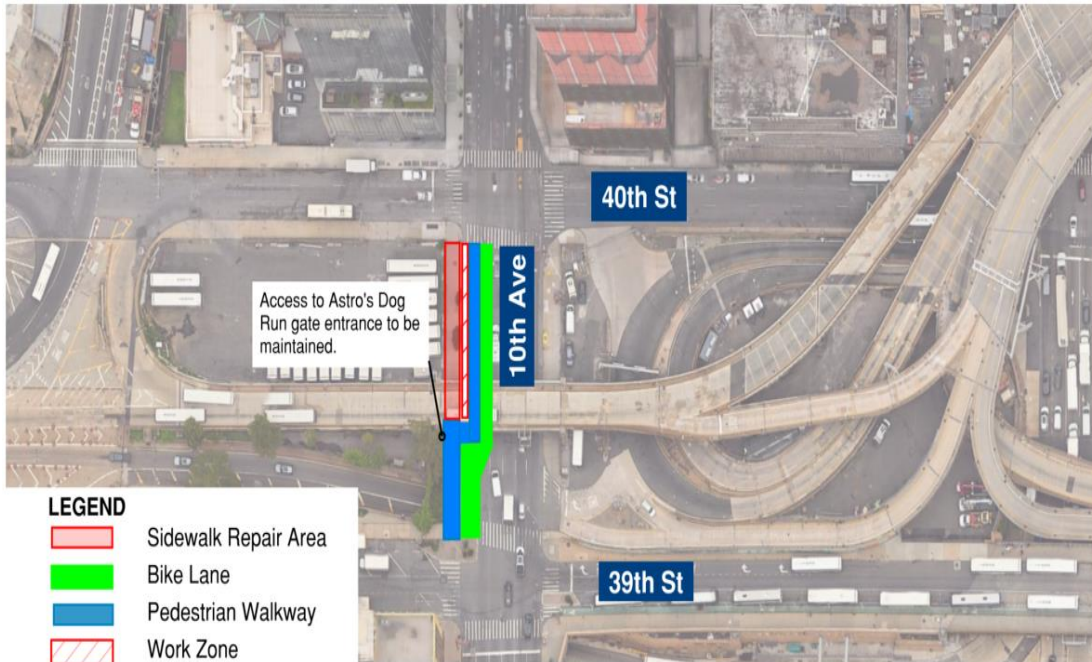 40th St
10th Ave
Access to Astro's Dog
Run gate entrance to be
maintained.
39th St
LEGEND
Sidewalk Repair Area
Bike Lane
Pedestrian Walkway
Work Zone